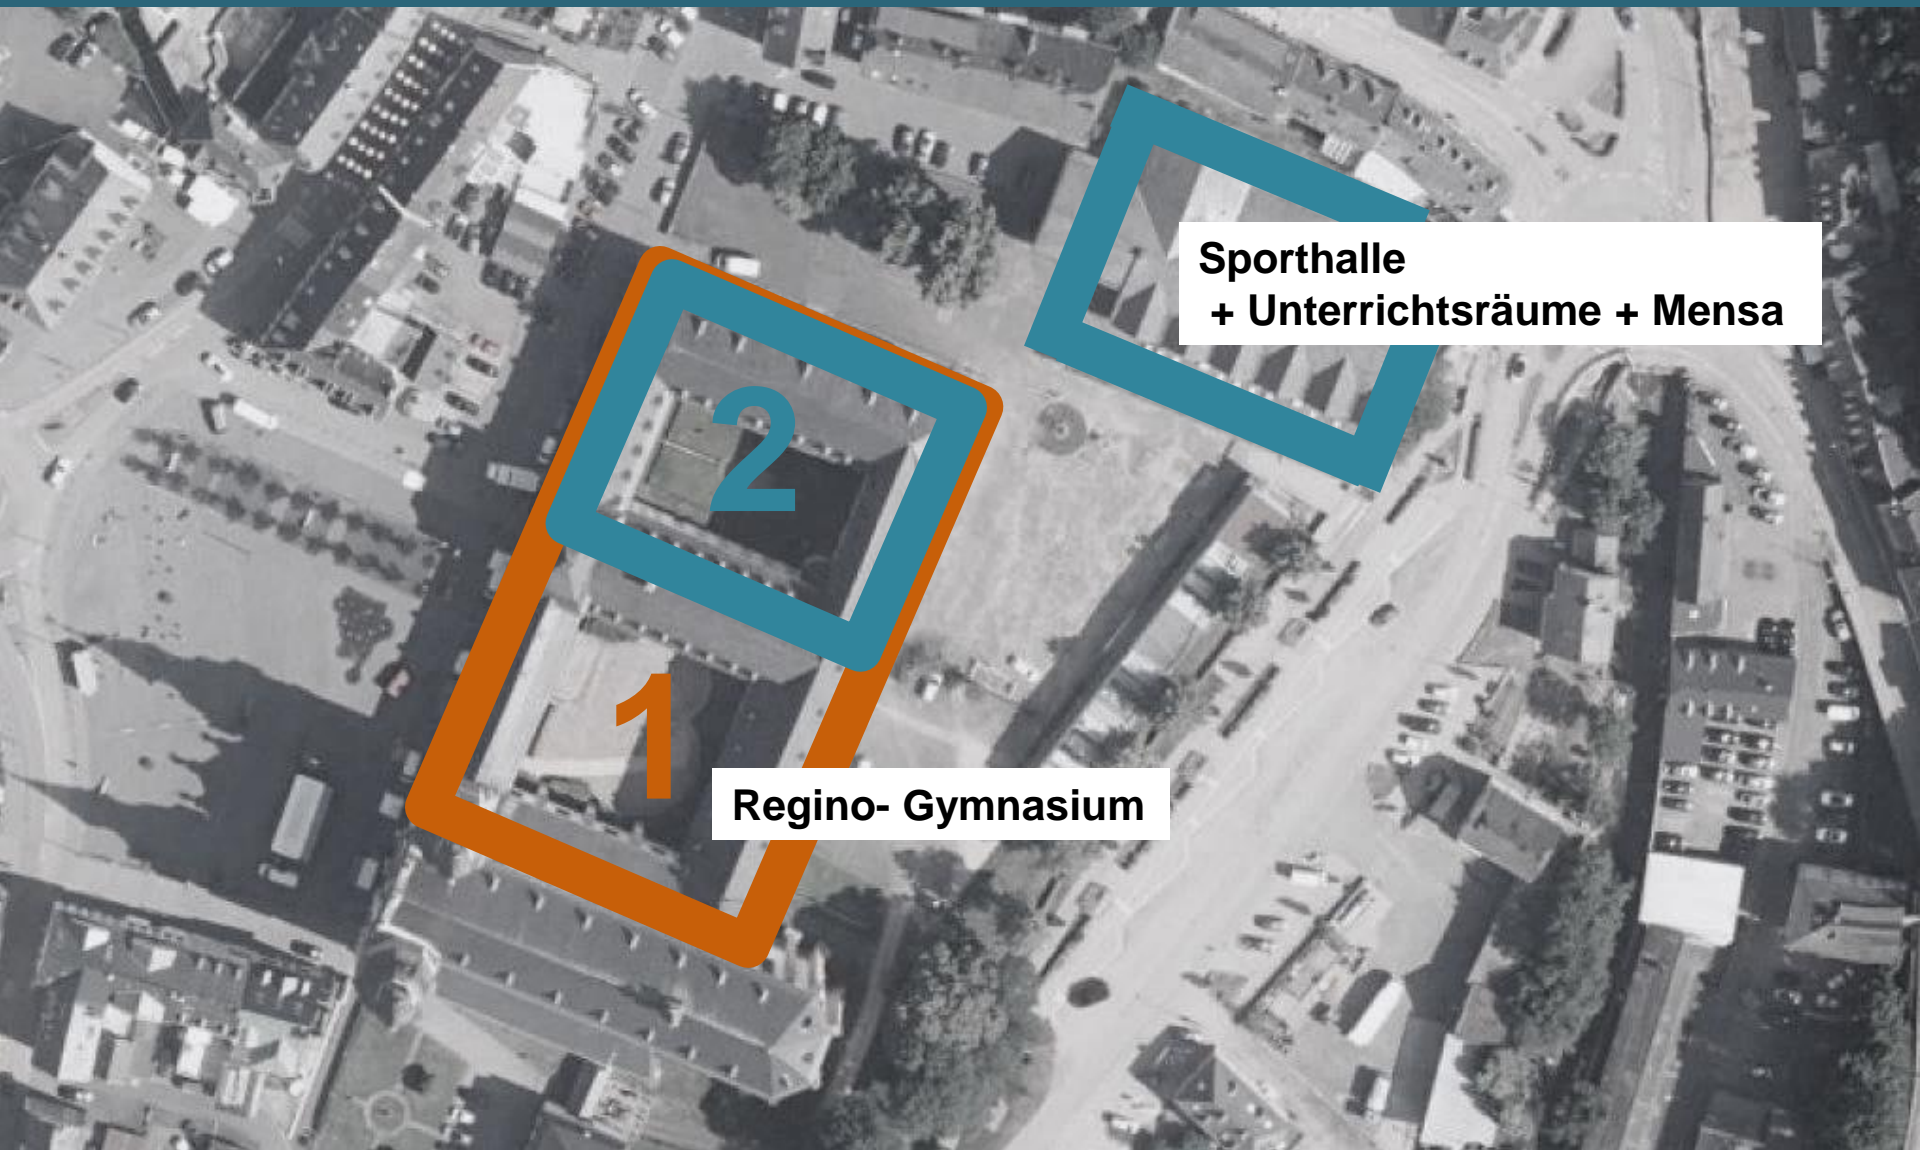 Sporthalle
+ Unterrichtsräume + Mensa
2
1
Regino- Gymnasium